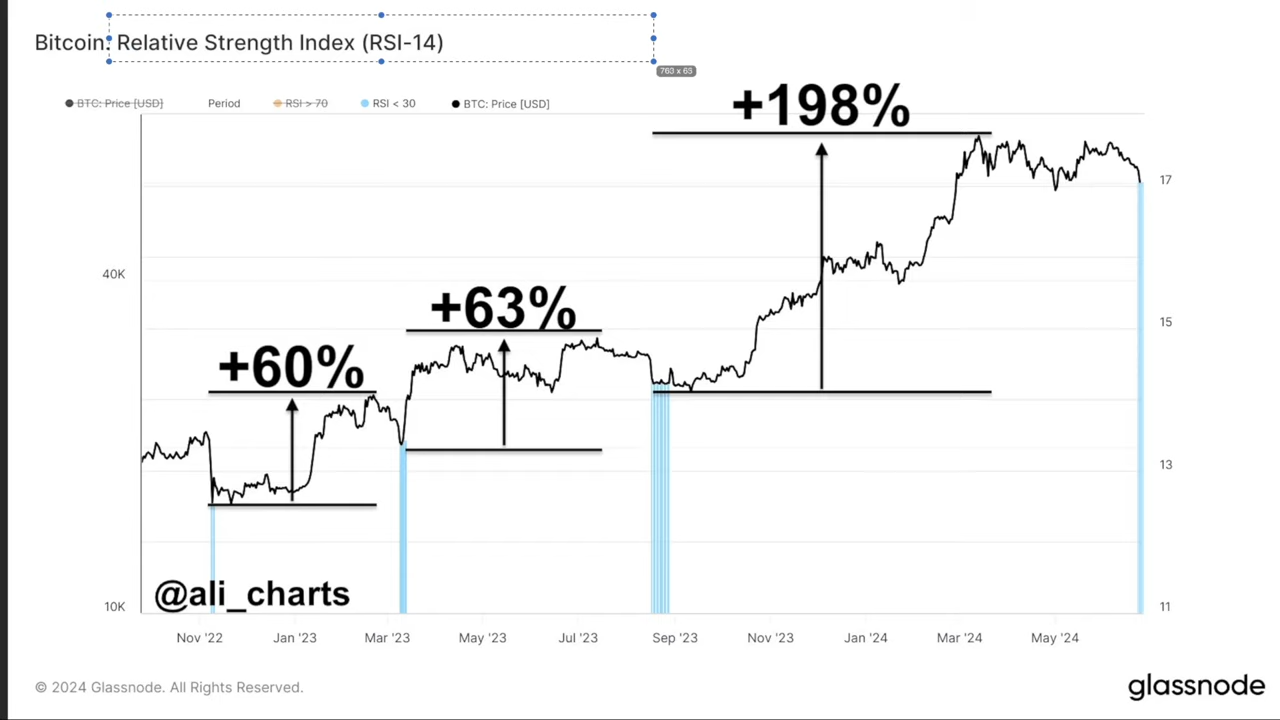 Bitcoin: Relative Strength Index (RSI-14)
763 x 63
BTC: Price [USD] Period RSI > 70 RSI < 30 BTC: Price [USD]
+198%
17
40K
+63%
15
+60%
13
@ali_charts
10K
11
Nov '22 Jan '23 Mar '23 May '23 Jul '23 Sep '23 Nov '23 Jan '24 Mar '24 May '24
© 2024 Glassnode. All Rights Reserved.
glassnode